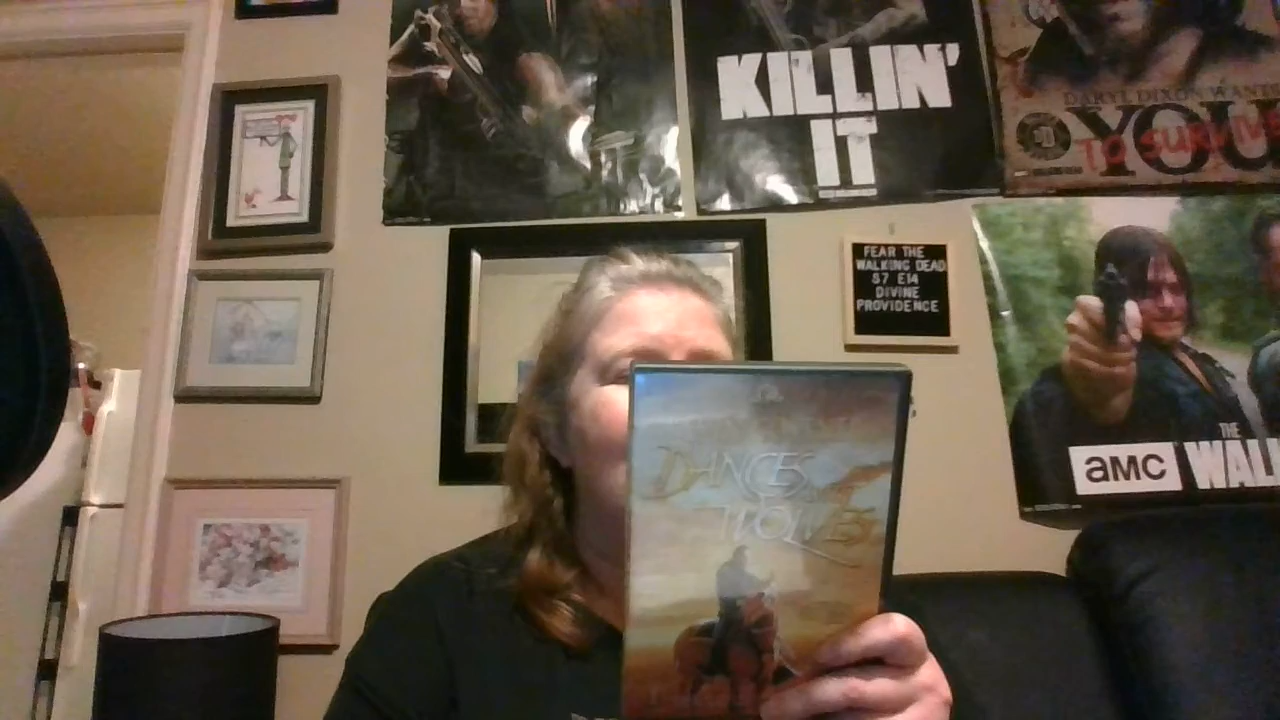 KILLIN'
IT
DARYL DIXON WANTS
YOU
TO SURVIVE
FEAR THE
WALKING DEAD
S7 E14
DIVINE
PROVIDENCE
DANCES
WITH
WOLVES
THE
aMC WAL